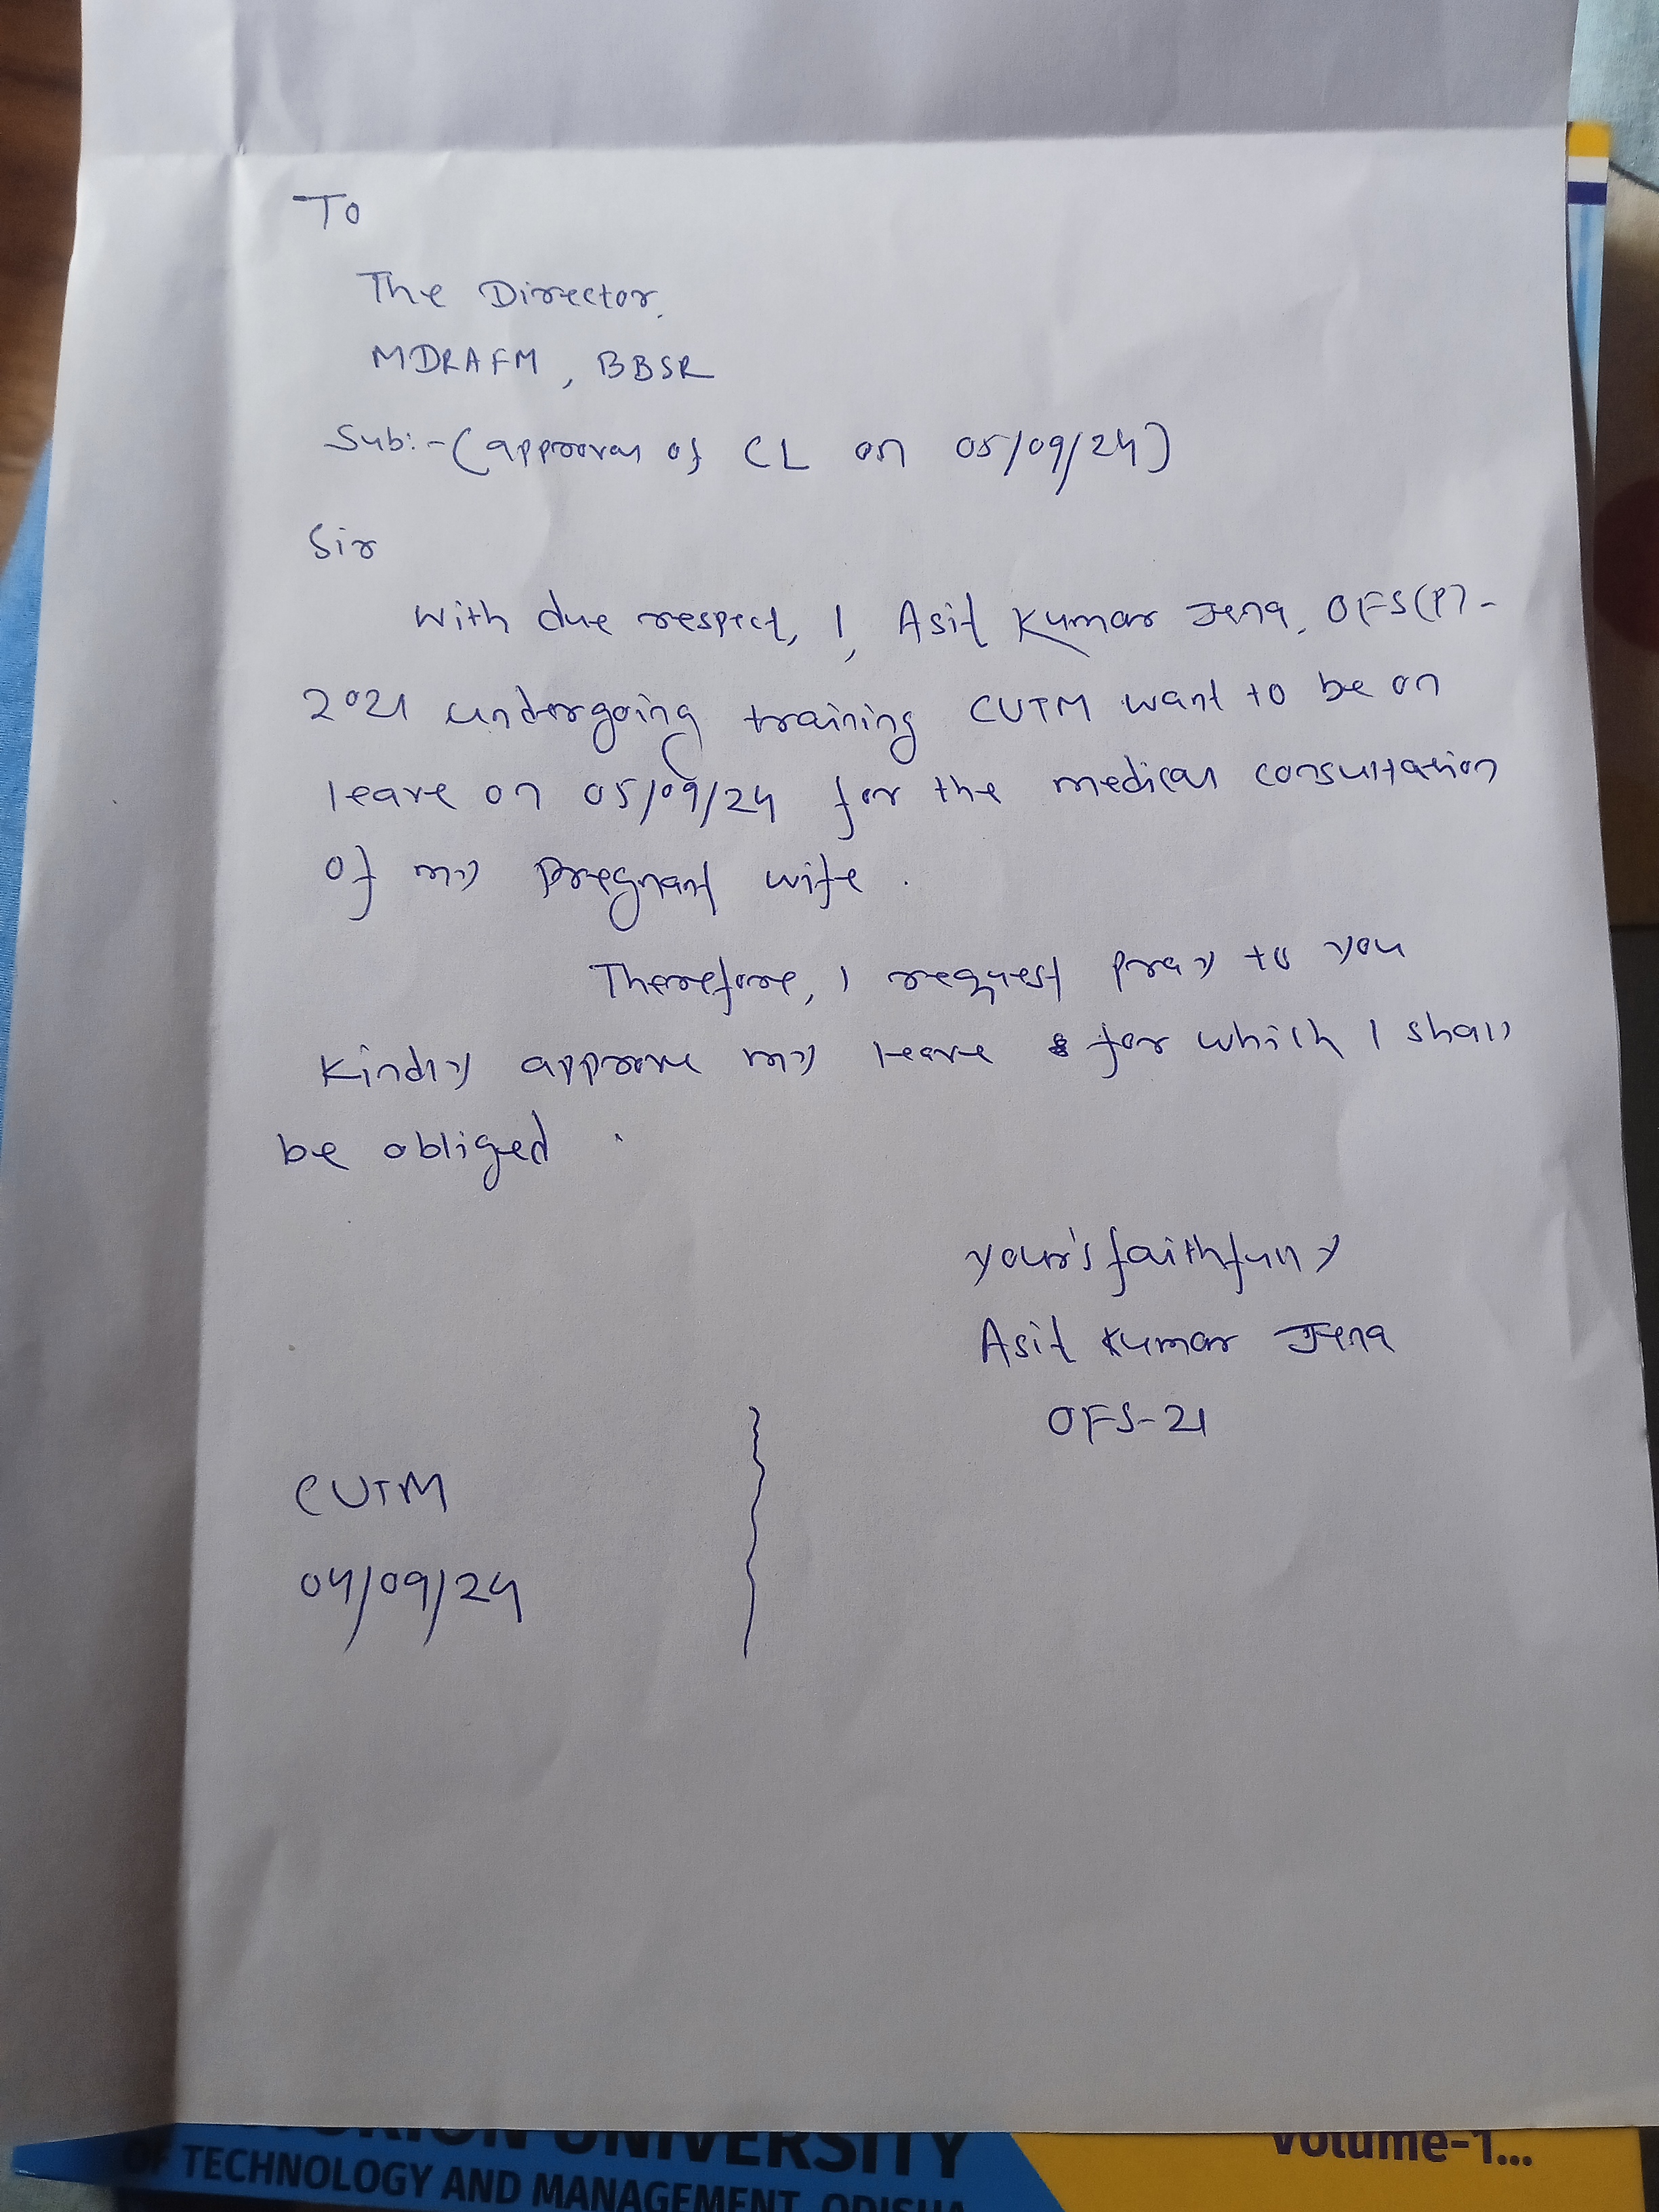 To
The Director,
MDRAFM, BBSR
Sub:-(approval of CL on 05/09/24)
Sir
With due respect, I, Asit Kumar Jena, OFS(P)-
2021 undergoing training CUTM want to be on
leave on 05/09/24 for the medical consultation
of my pregnant wife.
Therefore, I request pray to you
kindly approve my leave for which I shall
be obliged.
your's faithfully
Asit Kumar Jena
OFS-21
CUTM
04/09/24
UNIVERSITY
OF TECHNOLOGY AND MANAGEMENT, ODISHA
Volume-1...